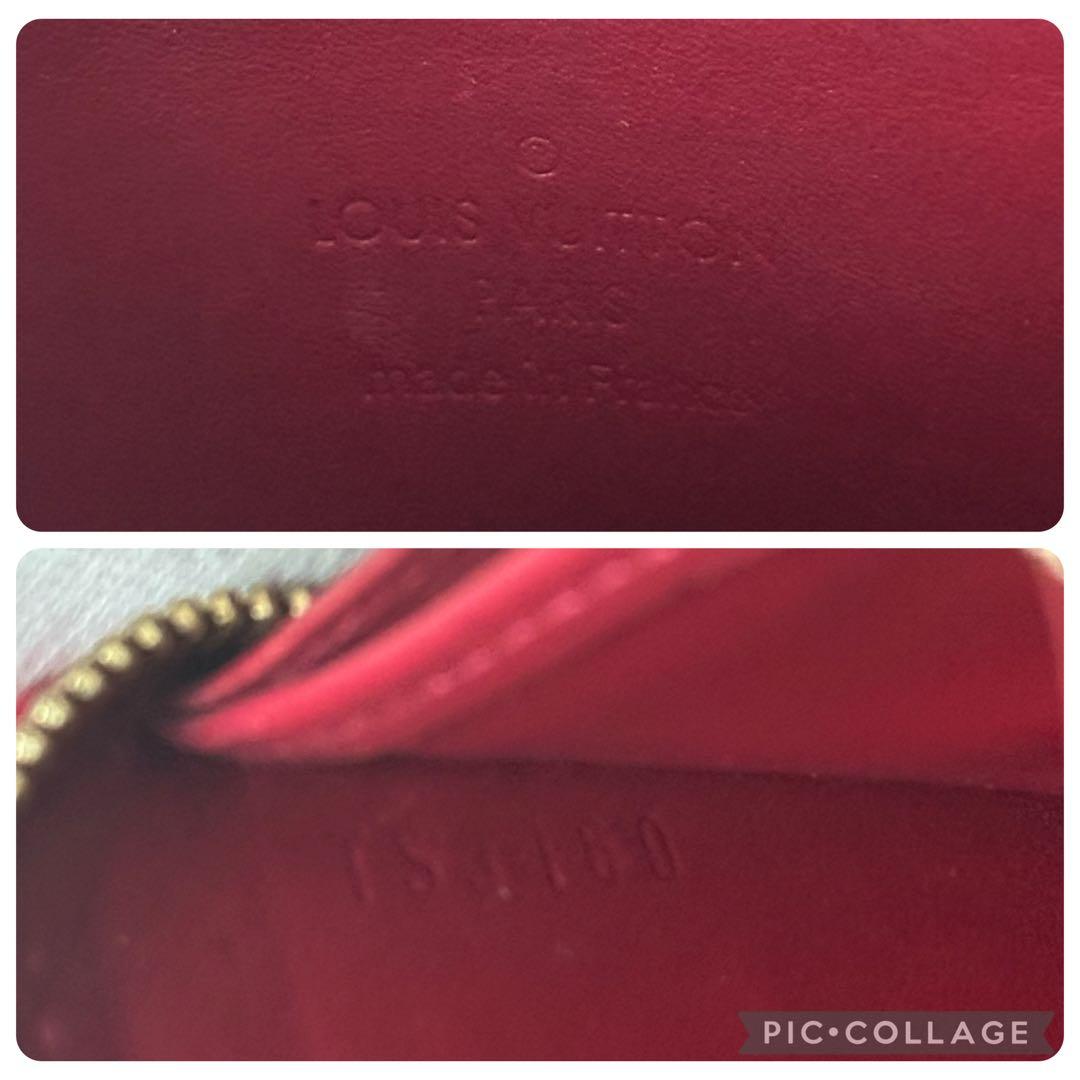 ®
LOUIS VUITTON
PARIS
made in France
PIC•COLLAGE